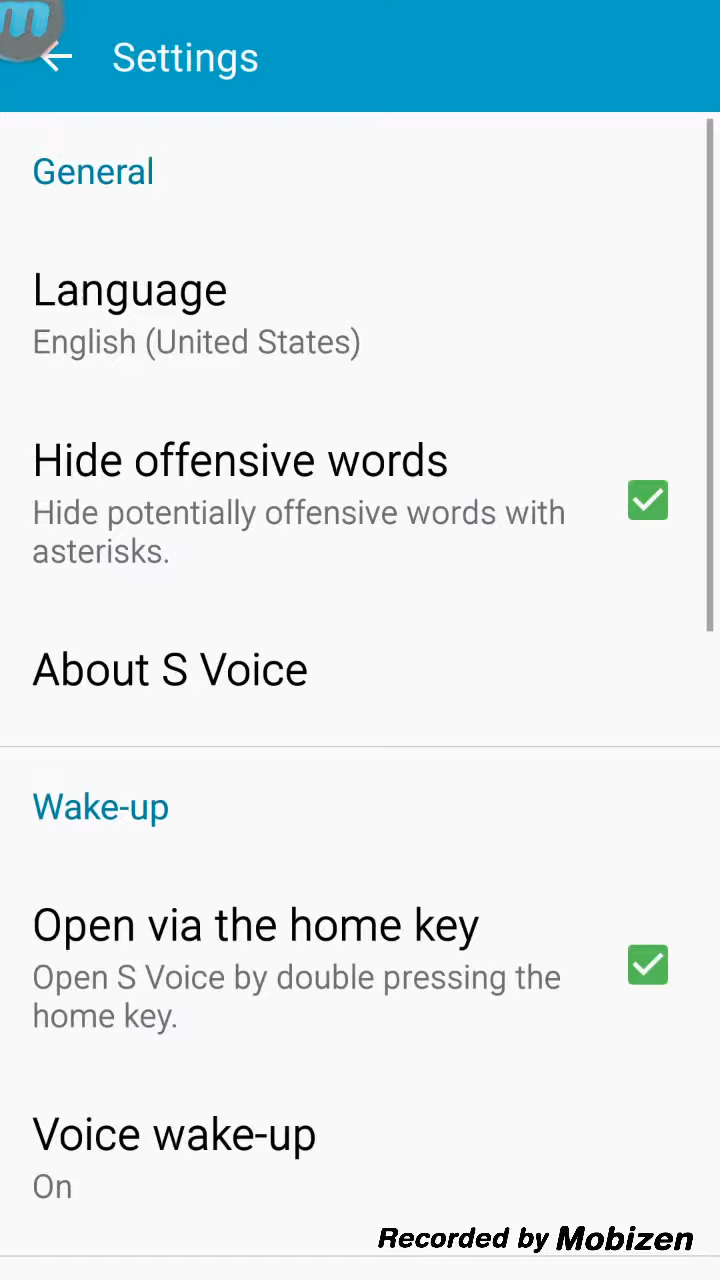 m
Settings
General
Language
English (United States)
Hide offensive words
Hide potentially offensive words with
asterisks.
About S Voice
Wake-up
Open via the home key
Open S Voice by double pressing the
home key.
Voice wake-up
On
Recorded by Mobizen